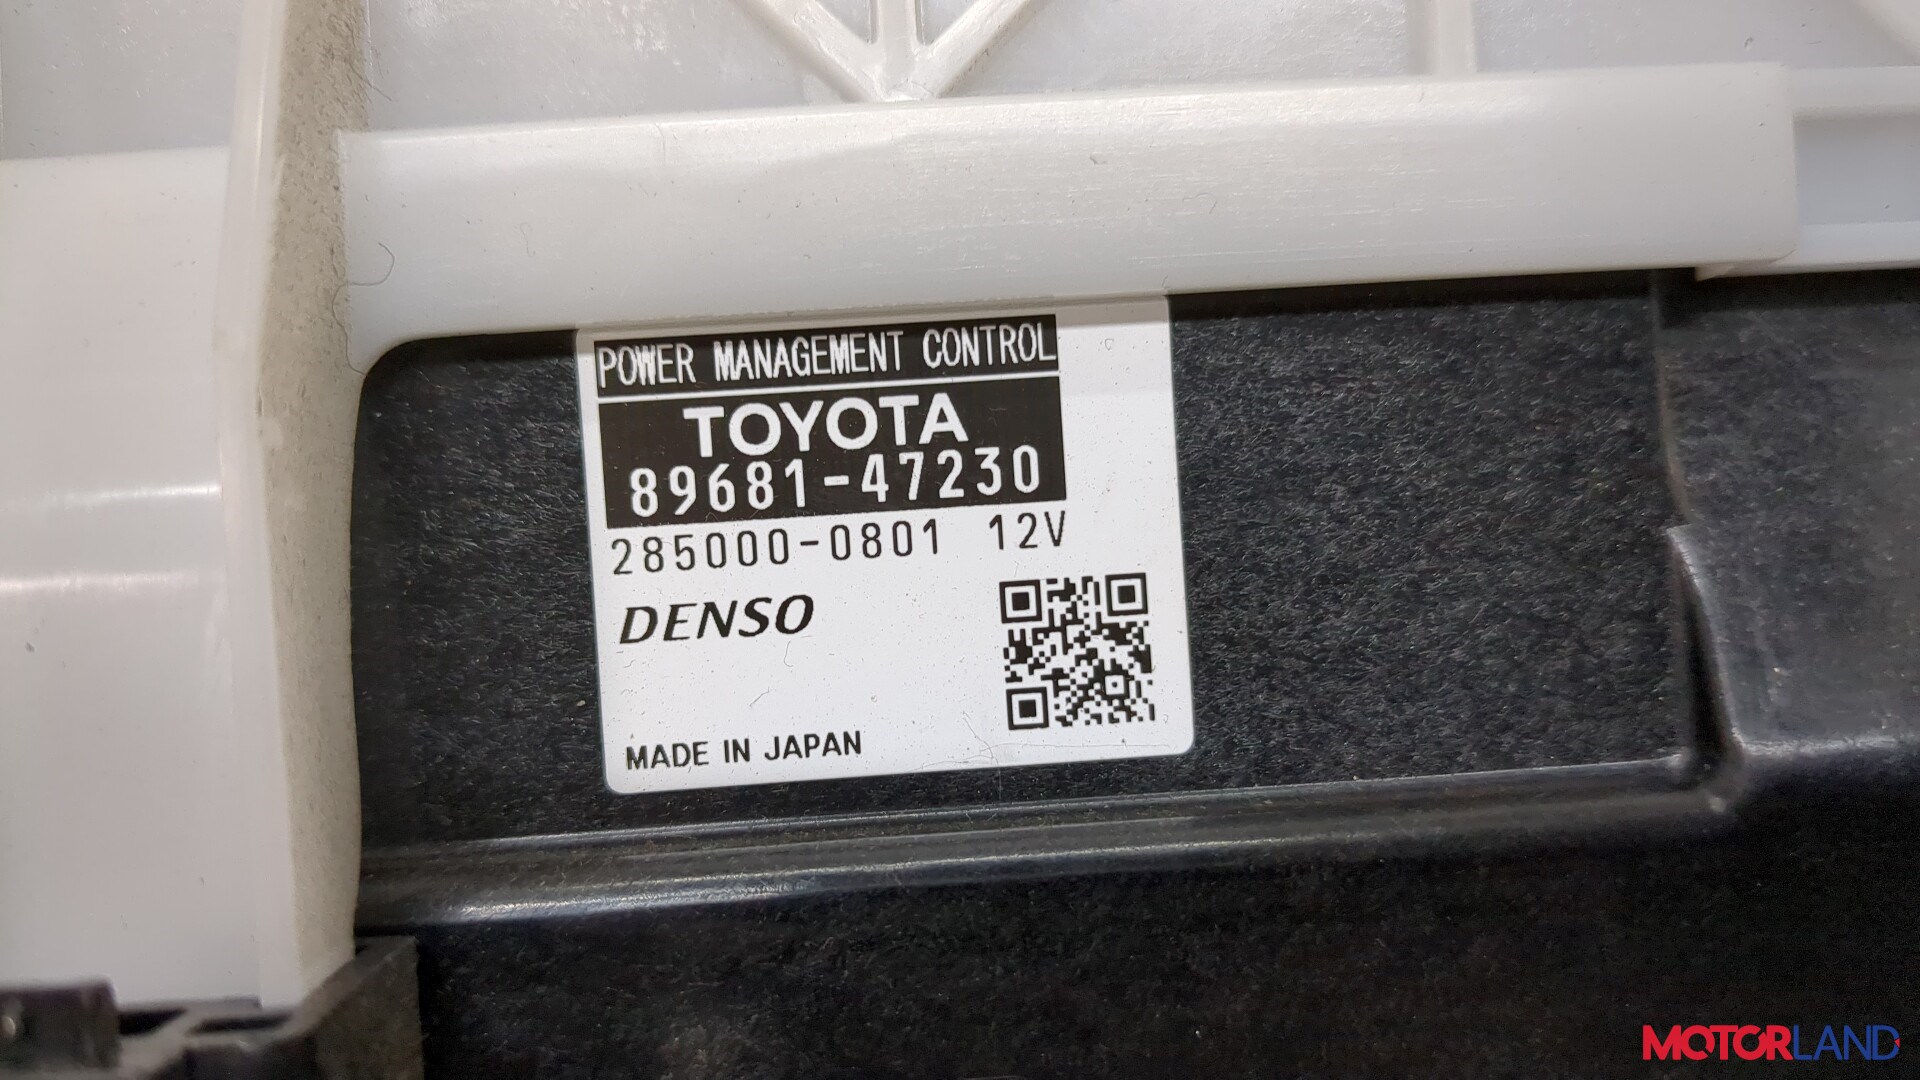 POWER MANAGEMENT CONTROL
TOYOTA
89681-47230
285000-0801 12V
DENSO
MADE IN JAPAN
MOTORLAND